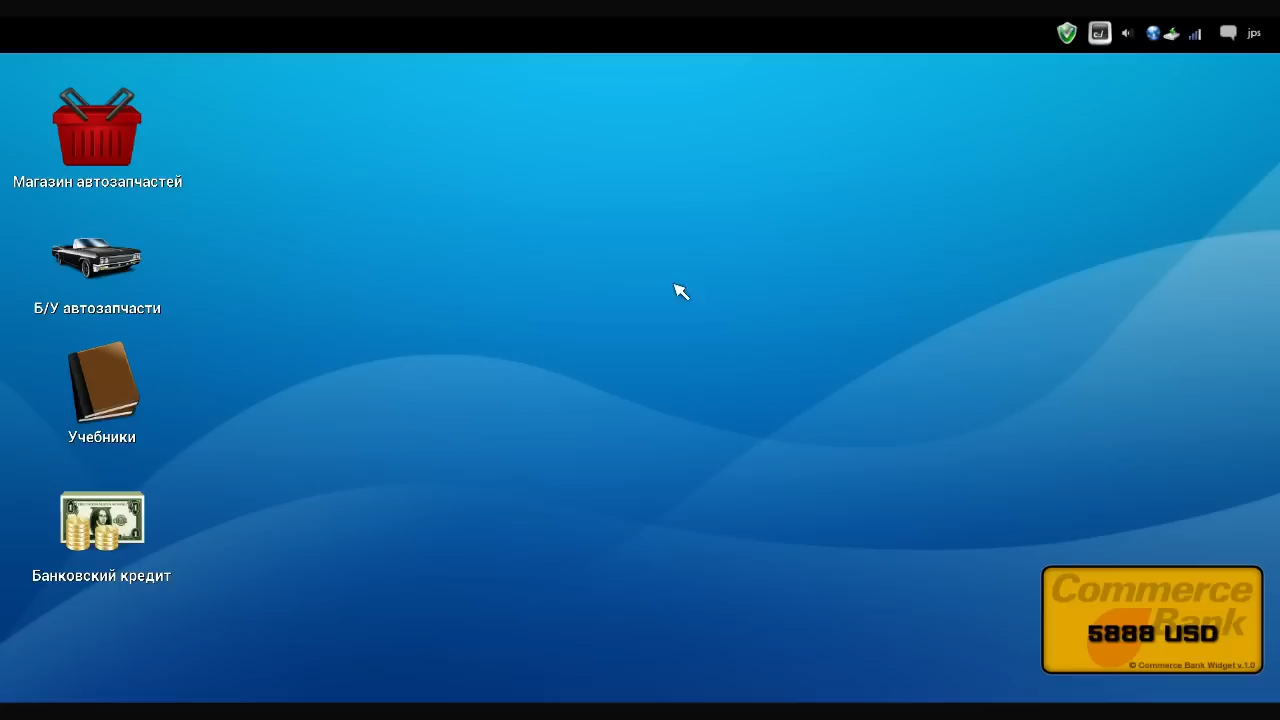 jps
Магазин автозапчастей
Б/У автозапчасти
Учебники
Банковский кредит
Commerce
Bank
5888 USD
© Commerce Bank Widget v.1.0